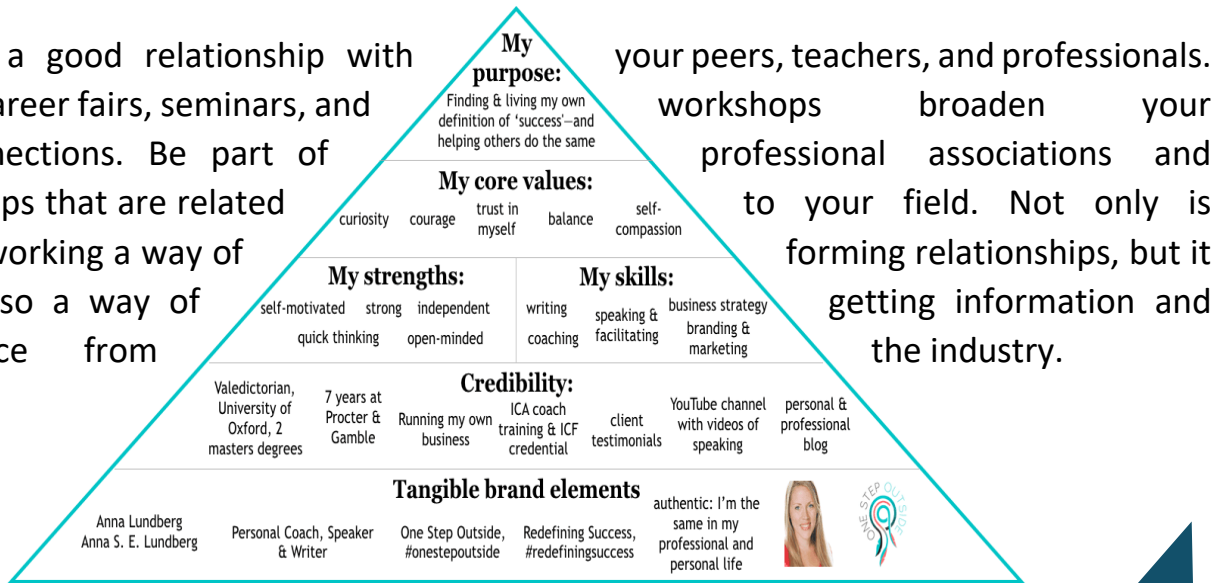 a good relationship with your peers, teachers, and professionals.
career fairs, seminars, and workshops broaden your
connections. Be part of professional associations and
that are related to your field. Not only is
a way of forming relationships, but it
a way of getting information and
from the industry.
My
purpose:
Finding & living my own
definition of 'success'—and
helping others do the same
My core values:
curiosity courage trust in myself balance self-compassion
My strengths:
self-motivated strong independent
quick thinking open-minded
My skills:
writing speaking & facilitating business strategy
coaching branding & marketing
Credibility:
Valedictorian,
University of
Oxford, 2
masters degrees
7 years at
Procter &
Gamble
Running my own
business
ICA coach
training & ICF
credential
client
testimonials
YouTube channel
with videos of
speaking
personal &
professional
blog
Tangible brand elements
Anna Lundberg
Anna S. E. Lundberg
Personal Coach, Speaker
& Writer
One Step Outside,
#onestepoutside
Redefining Success,
#redefiningsuccess
authentic: I'm the
same in my
professional and
personal life
ONE STEP OUTSIDE